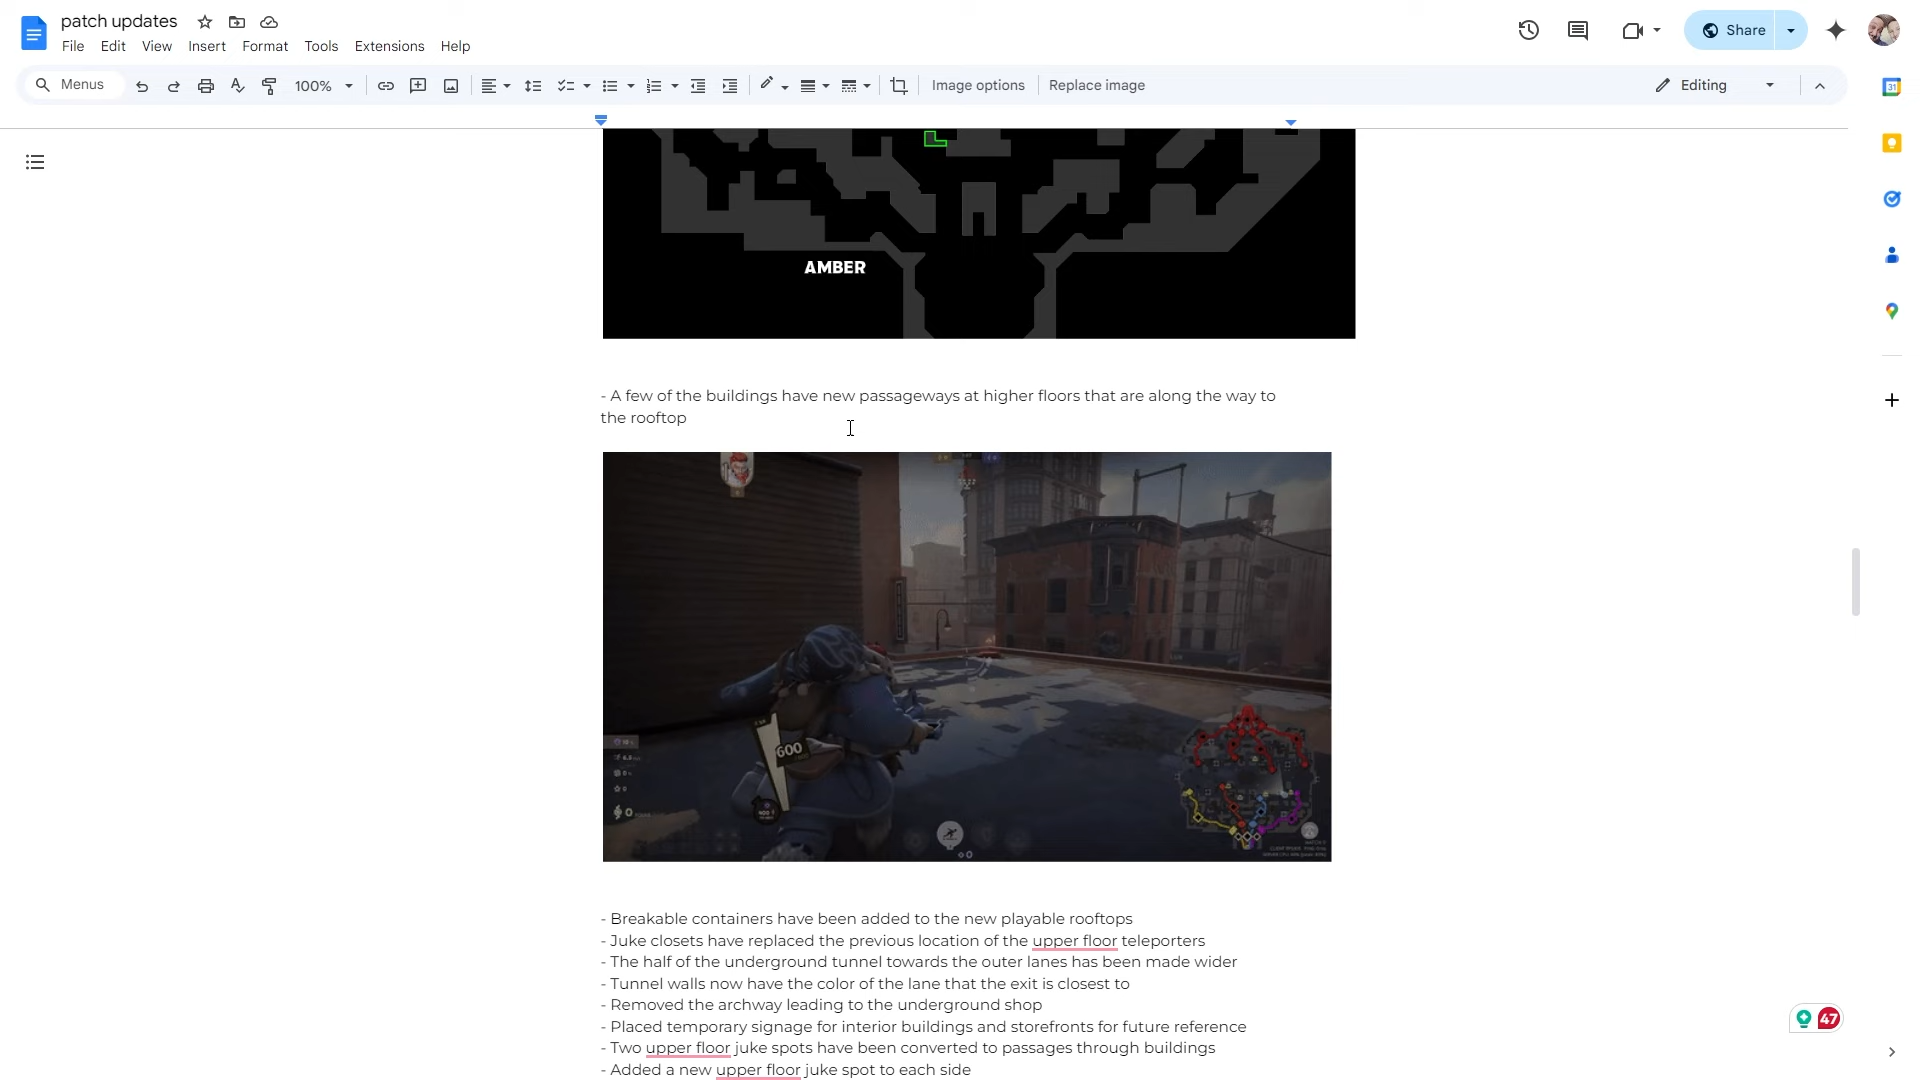 patch updates
File Edit View Insert Format Tools Extensions Help
Share
Menus
100%
Image options
Replace image
Editing
31
AMBER
- A few of the buildings have new passageways at higher floors that are along the way to
the rooftop
600
- Breakable containers have been added to the new playable rooftops
- Juke closets have replaced the previous location of the upper floor teleporters
- The half of the underground tunnel towards the outer lanes has been made wider
- Tunnel walls now have the color of the lane that the exit is closest to
- Removed the archway leading to the underground shop
- Placed temporary signage for interior buildings and storefronts for future reference
- Two upper floor juke spots have been converted to passages through buildings
- Added a new upper floor juke spot to each side
47